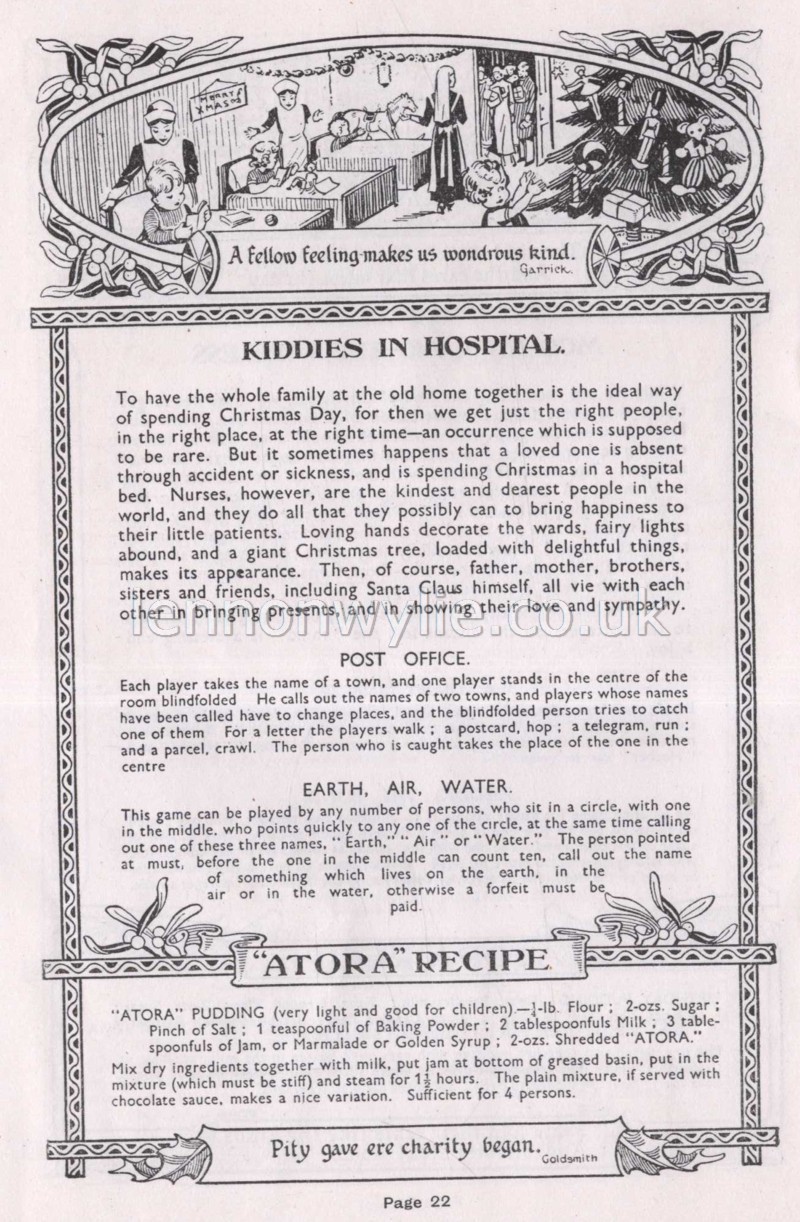 MERRY
XMAS
A fellow feeling makes us wondrous kind.
Garrick.
KIDDIES IN HOSPITAL.
To have the whole family at the old home together is the ideal way
of spending Christmas Day, for then we get just the right people,
in the right place, at the right time—an occurrence which is supposed
to be rare. But it sometimes happens that a loved one is absent
through accident or sickness, and is spending Christmas in a hospital
bed. Nurses, however, are the kindest and dearest people in the
world, and they do all that they possibly can to bring happiness to
their little patients. Loving hands decorate the wards, fairy lights
abound, and a giant Christmas tree, loaded with delightful things,
makes its appearance. Then, of course, father, mother, brothers,
sisters and friends, including Santa Claus himself, all vie with each
other in bringing presents, and in showing their love and sympathy.
lennonwylie.co.uk
POST OFFICE.
Each player takes the name of a town, and one player stands in the centre of the
room blindfolded He calls out the names of two towns, and players whose names
have been called have to change places, and the blindfolded person tries to catch
one of them For a letter the players walk ; a postcard, hop ; a telegram, run ;
and a parcel, crawl. The person who is caught takes the place of the one in the
centre
EARTH, AIR, WATER.
This game can be played by any number of persons, who sit in a circle, with one
in the middle, who points quickly to any one of the circle, at the same time calling
out one of these three names, "Earth," "Air" or "Water." The person pointed
at must, before the one in the middle can count ten, call out the name
of something which lives on the earth, in the
air or in the water, otherwise a forfeit must be
paid.
"ATORA" RECIPE
"ATORA" PUDDING (very light and good for children).—¼-lb. Flour ; 2-ozs. Sugar ;
Pinch of Salt ; 1 teaspoonful of Baking Powder ; 2 tablespoonfuls Milk ; 3 table-
spoonfuls of Jam, or Marmalade or Golden Syrup ; 2-ozs. Shredded "ATORA."
Mix dry ingredients together with milk, put jam at bottom of greased basin, put in the
mixture (which must be stiff) and steam for 1½ hours. The plain mixture, if served with
chocolate sauce, makes a nice variation. Sufficient for 4 persons.
Pity gave ere charity began.
Goldsmith
Page 22